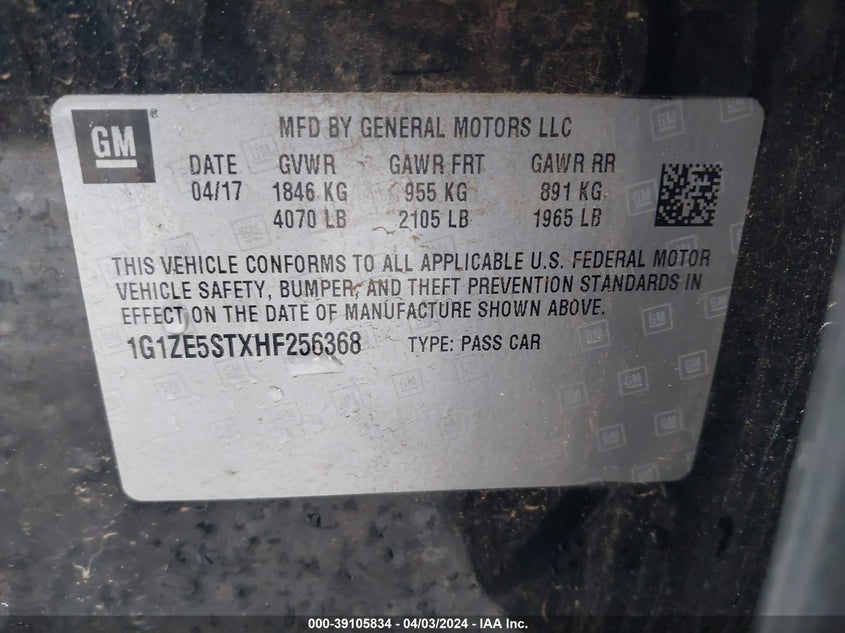 GM ® MFD BY GENERAL MOTORS LLC
DATE GVWR GAWR FRT GAWR RR
04/17 1846 KG 955 KG 891 KG
4070 LB 2105 LB 1965 LB
THIS VEHICLE CONFORMS TO ALL APPLICABLE U.S. FEDERAL MOTOR
VEHICLE SAFETY, BUMPER, AND THEFT PREVENTION STANDARDS IN
EFFECT ON THE DATE OF MANUFACTURE SHOWN ABOVE.
1G1ZE5STXHF256368 TYPE: PASS CAR
000-39105834 - 04/03/2024 - IAA Inc.